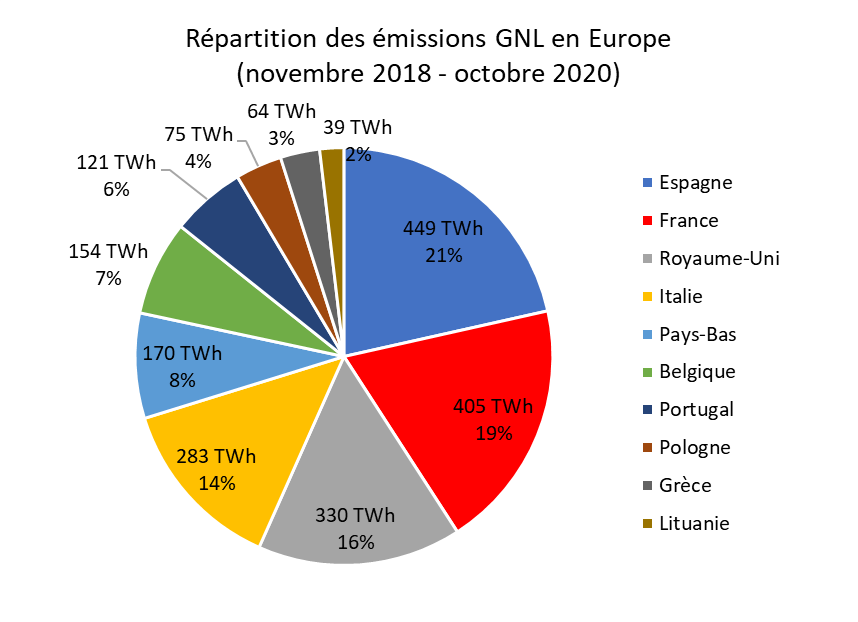 Répartition des émissions GNL en Europe
(novembre 2018 - octobre 2020)
449 TWh
21%
405 TWh
19%
330 TWh
16%
283 TWh
14%
170 TWh
8%
154 TWh
7%
121 TWh
6%
75 TWh
4%
64 TWh
3%
39 TWh
2%
Espagne
France
Royaume-Uni
Italie
Pays-Bas
Belgique
Portugal
Pologne
Grèce
Lituanie